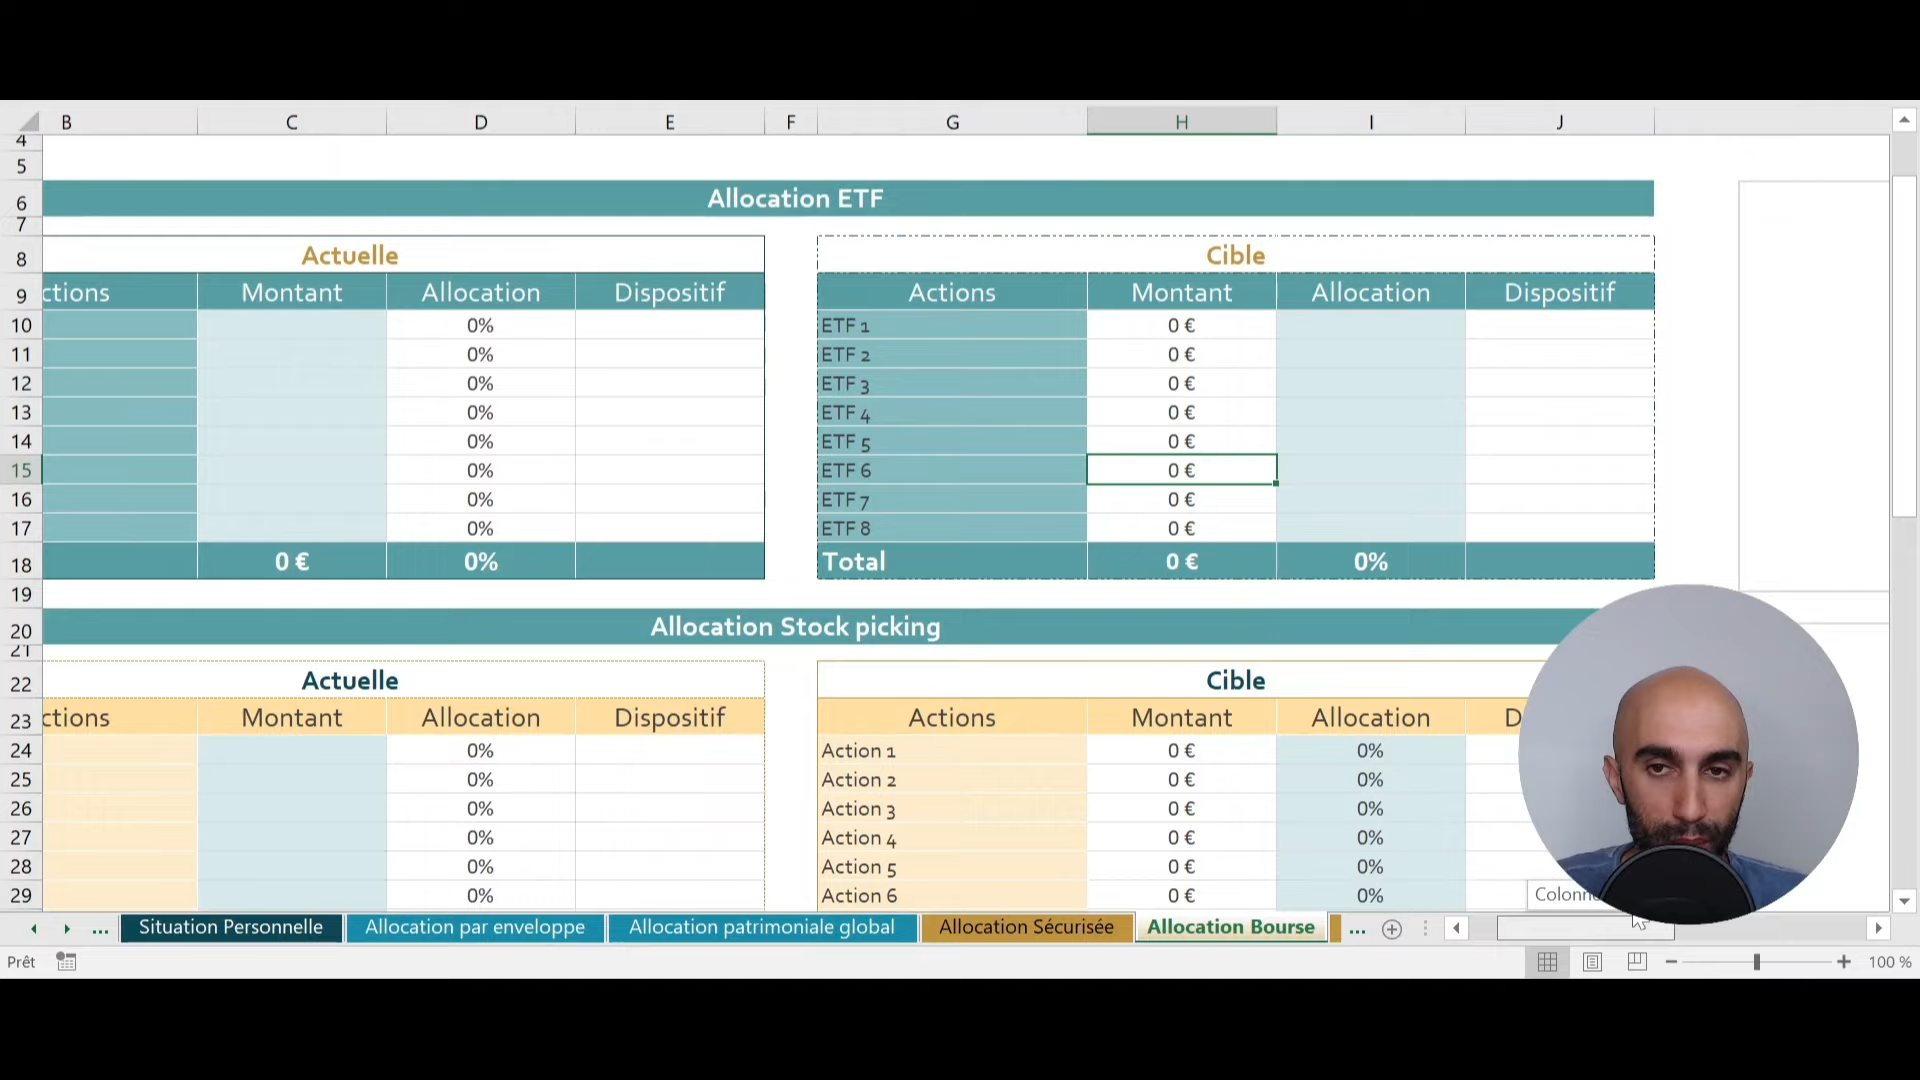 B C D E F G H I J
4
5
6 Allocation ETF
7
8 Actuelle Cible
9 ctions Montant Allocation Dispositif Actions Montant Allocation Dispositif
10 0% ETF 1 0 €
11 0% ETF 2 0 €
12 0% ETF 3 0 €
13 0% ETF 4 0 €
14 0% ETF 5 0 €
15 0% ETF 6 0 €
16 0% ETF 7 0 €
17 0% ETF 8 0 €
18 0 € 0% Total 0 € 0%
19
20 Allocation Stock picking
21
22 Actuelle Cible
23 ctions Montant Allocation Dispositif Actions Montant Allocation D
24 0% Action 1 0 € 0%
25 0% Action 2 0 € 0%
26 0% Action 3 0 € 0%
27 0% Action 4 0 € 0%
28 0% Action 5 0 € 0%
29 0% Action 6 0 € 0% Colonn
... Situation Personnelle Allocation par enveloppe Allocation patrimoniale global Allocation Sécurisée Allocation Bourse ...
Prêt 100 %